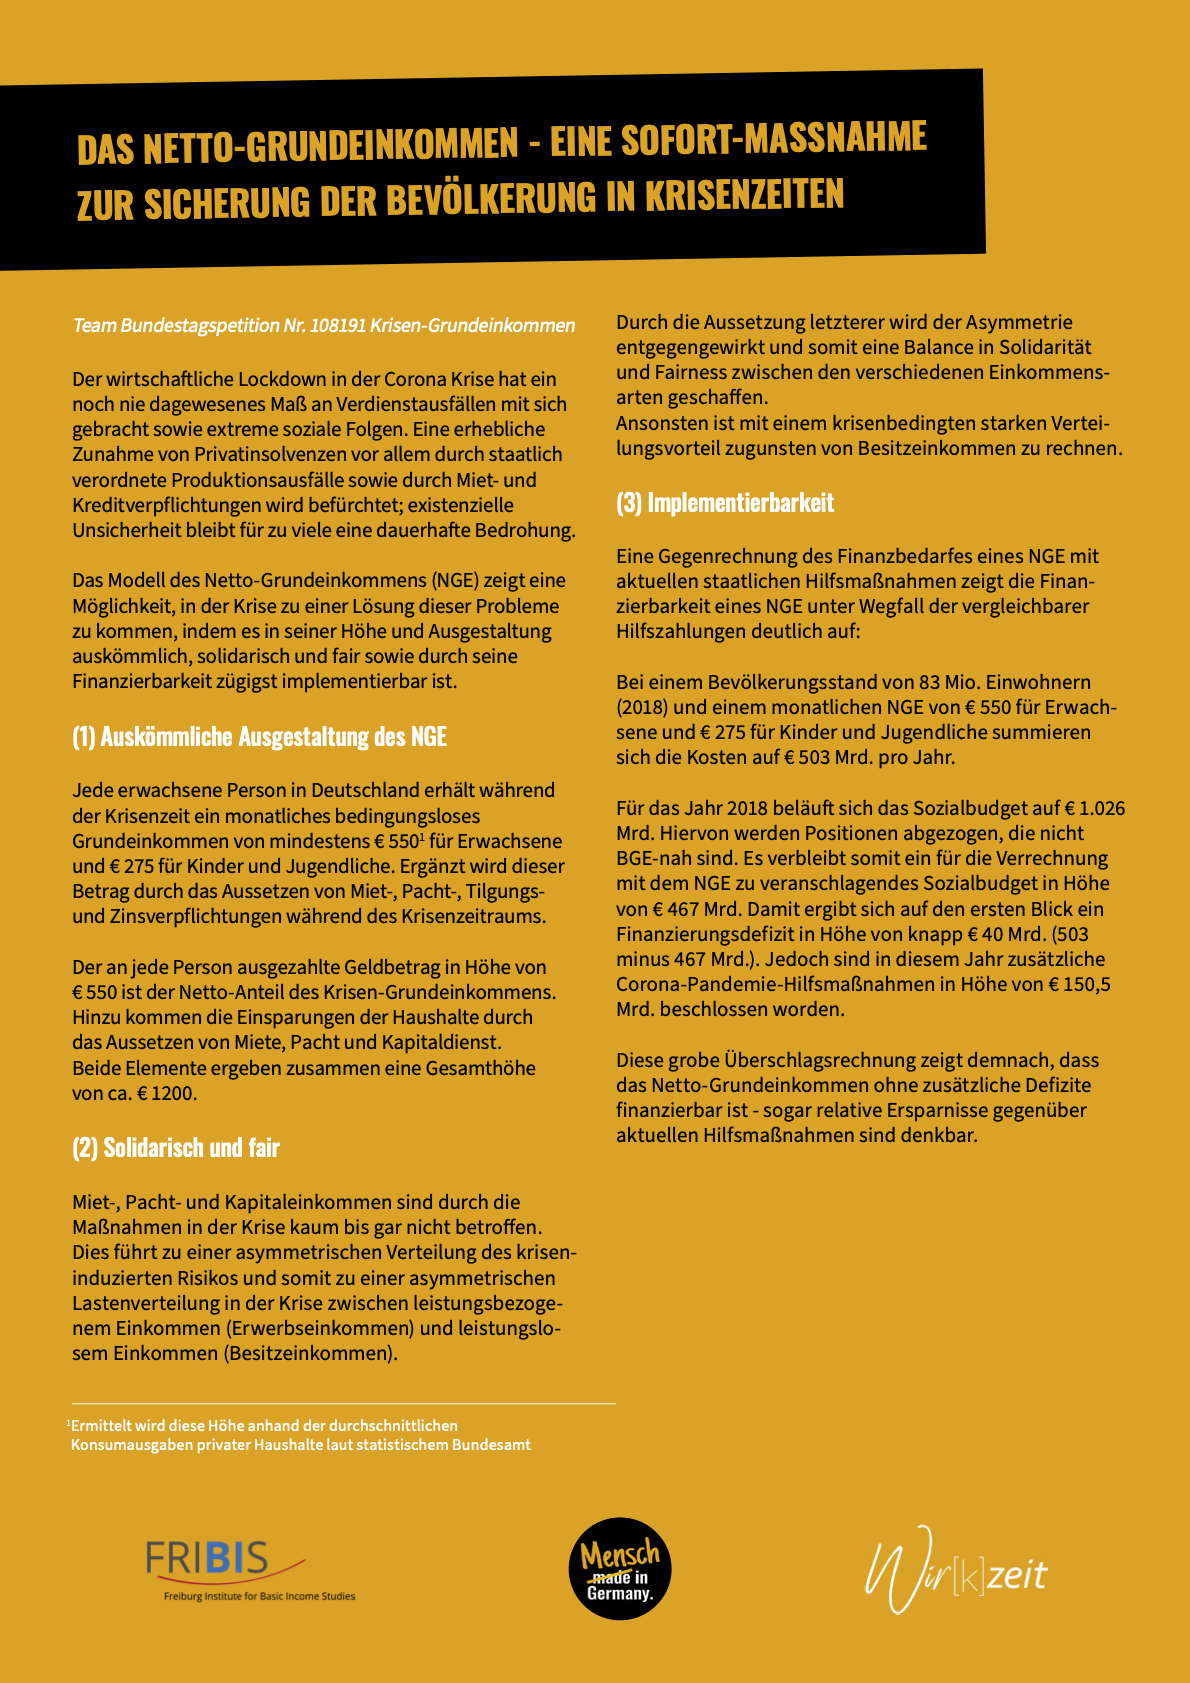 DAS NETTO-GRUNDEINKOMMEN - EINE SOFORT-MASSNAHME
ZUR SICHERUNG DER BEVÖLKERUNG IN KRISENZEITEN
Team Bundestagspetition Nr. 108191 Krisen-Grundeinkommen
Der wirtschaftliche Lockdown in der Corona Krise hat ein
noch nie dagewesenes Maß an Verdienstausfällen mit sich
gebracht sowie extreme soziale Folgen. Eine erhebliche
Zunahme von Privatinsolvenzen vor allem durch staatlich
verordnete Produktionsausfälle sowie durch Miet- und
Kreditverpflichtungen wird befürchtet; existenzielle
Unsicherheit bleibt für zu viele eine dauerhafte Bedrohung.
Das Modell des Netto-Grundeinkommens (NGE) zeigt eine
Möglichkeit, in der Krise zu einer Lösung dieser Probleme
zu kommen, indem es in seiner Höhe und Ausgestaltung
auskömmlich, solidarisch und fair sowie durch seine
Finanzierbarkeit zügigst implementierbar ist.
(1) Auskömmliche Ausgestaltung des NGE
Jede erwachsene Person in Deutschland erhält während
der Krisenzeit ein monatliches bedingungsloses
Grundeinkommen von mindestens € 550¹ für Erwachsene
und € 275 für Kinder und Jugendliche. Ergänzt wird dieser
Betrag durch das Aussetzen von Miet-, Pacht-, Tilgungs-
und Zinsverpflichtungen während des Krisenzeitraums.
Der an jede Person ausgezahlte Geldbetrag in Höhe von
€ 550 ist der Netto-Anteil des Krisen-Grundeinkommens.
Hinzu kommen die Einsparungen der Haushalte durch
das Aussetzen von Miete, Pacht und Kapitaldienst.
Beide Elemente ergeben zusammen eine Gesamthöhe
von ca. € 1200.
(2) Solidarisch und fair
Miet-, Pacht- und Kapitaleinkommen sind durch die
Maßnahmen in der Krise kaum bis gar nicht betroffen.
Dies führt zu einer asymmetrischen Verteilung des krisen-
induzierten Risikos und somit zu einer asymmetrischen
Lastenverteilung in der Krise zwischen leistungsbezoge-
nem Einkommen (Erwerbseinkommen) und leistungslo-
sem Einkommen (Besitzeinkommen).
¹Ermittelt wird diese Höhe anhand der durchschnittlichen
Konsumausgaben privater Haushalte laut statistischem Bundesamt
Durch die Aussetzung letzterer wird der Asymmetrie
entgegengewirkt und somit eine Balance in Solidarität
und Fairness zwischen den verschiedenen Einkommens-
arten geschaffen.
Ansonsten ist mit einem krisenbedingten starken Vertei-
lungsvorteil zugunsten von Besitzeinkommen zu rechnen.
(3) Implementierbarkeit
Eine Gegenrechnung des Finanzbedarfes eines NGE mit
aktuellen staatlichen Hilfsmaßnahmen zeigt die Finan-
zierbarkeit eines NGE unter Wegfall der vergleichbarer
Hilfszahlungen deutlich auf:
Bei einem Bevölkerungsstand von 83 Mio. Einwohnern
(2018) und einem monatlichen NGE von € 550 für Erwach-
sene und € 275 für Kinder und Jugendliche summieren
sich die Kosten auf € 503 Mrd. pro Jahr.
Für das Jahr 2018 beläuft sich das Sozialbudget auf € 1.026
Mrd. Hiervon werden Positionen abgezogen, die nicht
BGE-nah sind. Es verbleibt somit ein für die Verrechnung
mit dem NGE zu veranschlagendes Sozialbudget in Höhe
von € 467 Mrd. Damit ergibt sich auf den ersten Blick ein
Finanzierungsdefizit in Höhe von knapp € 40 Mrd. (503
minus 467 Mrd.). Jedoch sind in diesem Jahr zusätzliche
Corona-Pandemie-Hilfsmaßnahmen in Höhe von € 150,5
Mrd. beschlossen worden.
Diese grobe Überschlagsrechnung zeigt demnach, dass
das Netto-Grundeinkommen ohne zusätzliche Defizite
finanzierbar ist - sogar relative Ersparnisse gegenüber
aktuellen Hilfsmaßnahmen sind denkbar.
FRIBIS
Freiburg Institute for Basic Income Studies
Mensch
made in
Germany.
Wir[k]zeit